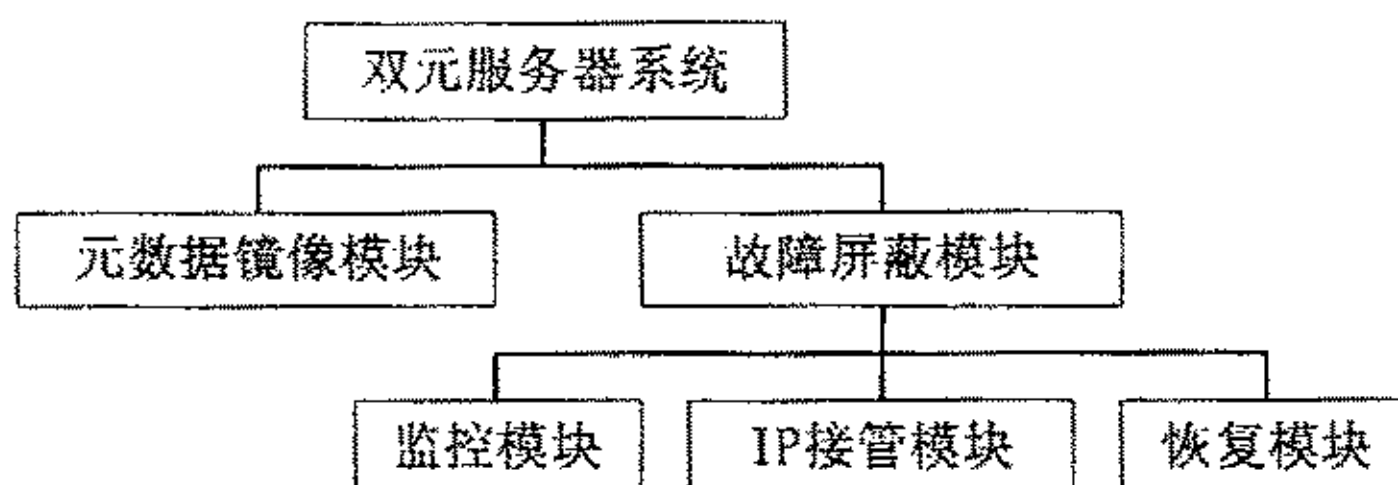 双元服务器系统
元数据镜像模块
故障屏蔽模块
监控模块
IP接管模块
恢复模块